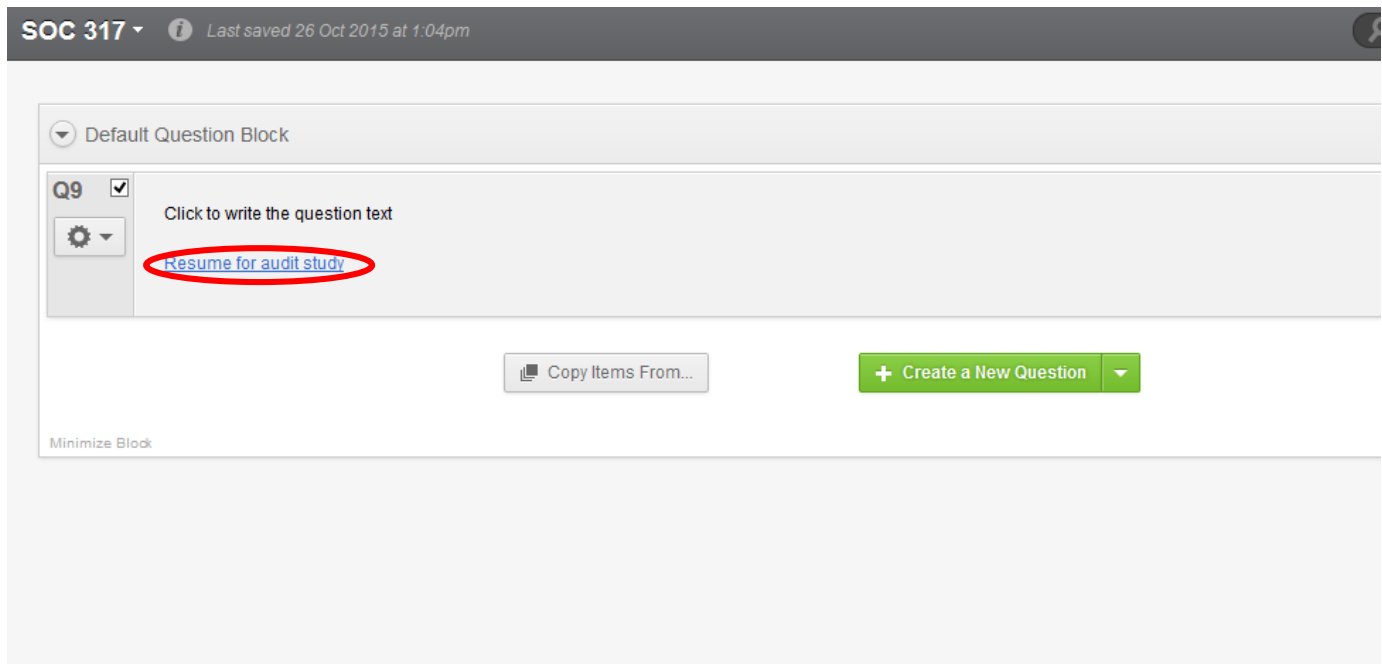 SOC 317 i Last saved 26 Oct 2015 at 1:04pm
Default Question Block
Q9
Click to write the question text
Resume for audit study
Copy Items From...
+ Create a New Question
Minimize Block